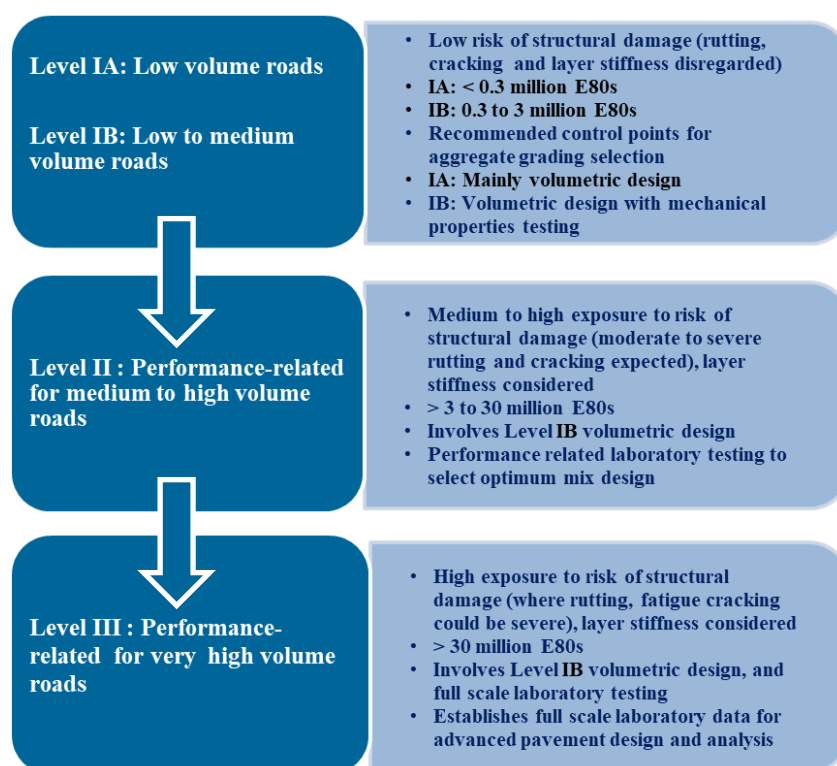 Level IA: Low volume roads
Level IB: Low to medium
volume roads
• Low risk of structural damage (rutting,
cracking and layer stiffness disregarded)
• IA: < 0.3 million E80s
• IB: 0.3 to 3 million E80s
• Recommended control points for
aggregate grading selection
• IA: Mainly volumetric design
• IB: Volumetric design with mechanical
properties testing
Level II : Performance-related
for medium to high volume
roads
• Medium to high exposure to risk of
structural damage (moderate to severe
rutting and cracking expected), layer
stiffness considered
• > 3 to 30 million E80s
• Involves Level IB volumetric design
• Performance related laboratory testing to
select optimum mix design
Level III : Performance-
related for very high volume
roads
• High exposure to risk of structural
damage (where rutting, fatigue cracking
could be severe), layer stiffness considered
• > 30 million E80s
• Involves Level IB volumetric design, and
full scale laboratory testing
• Establishes full scale laboratory data for
advanced pavement design and analysis